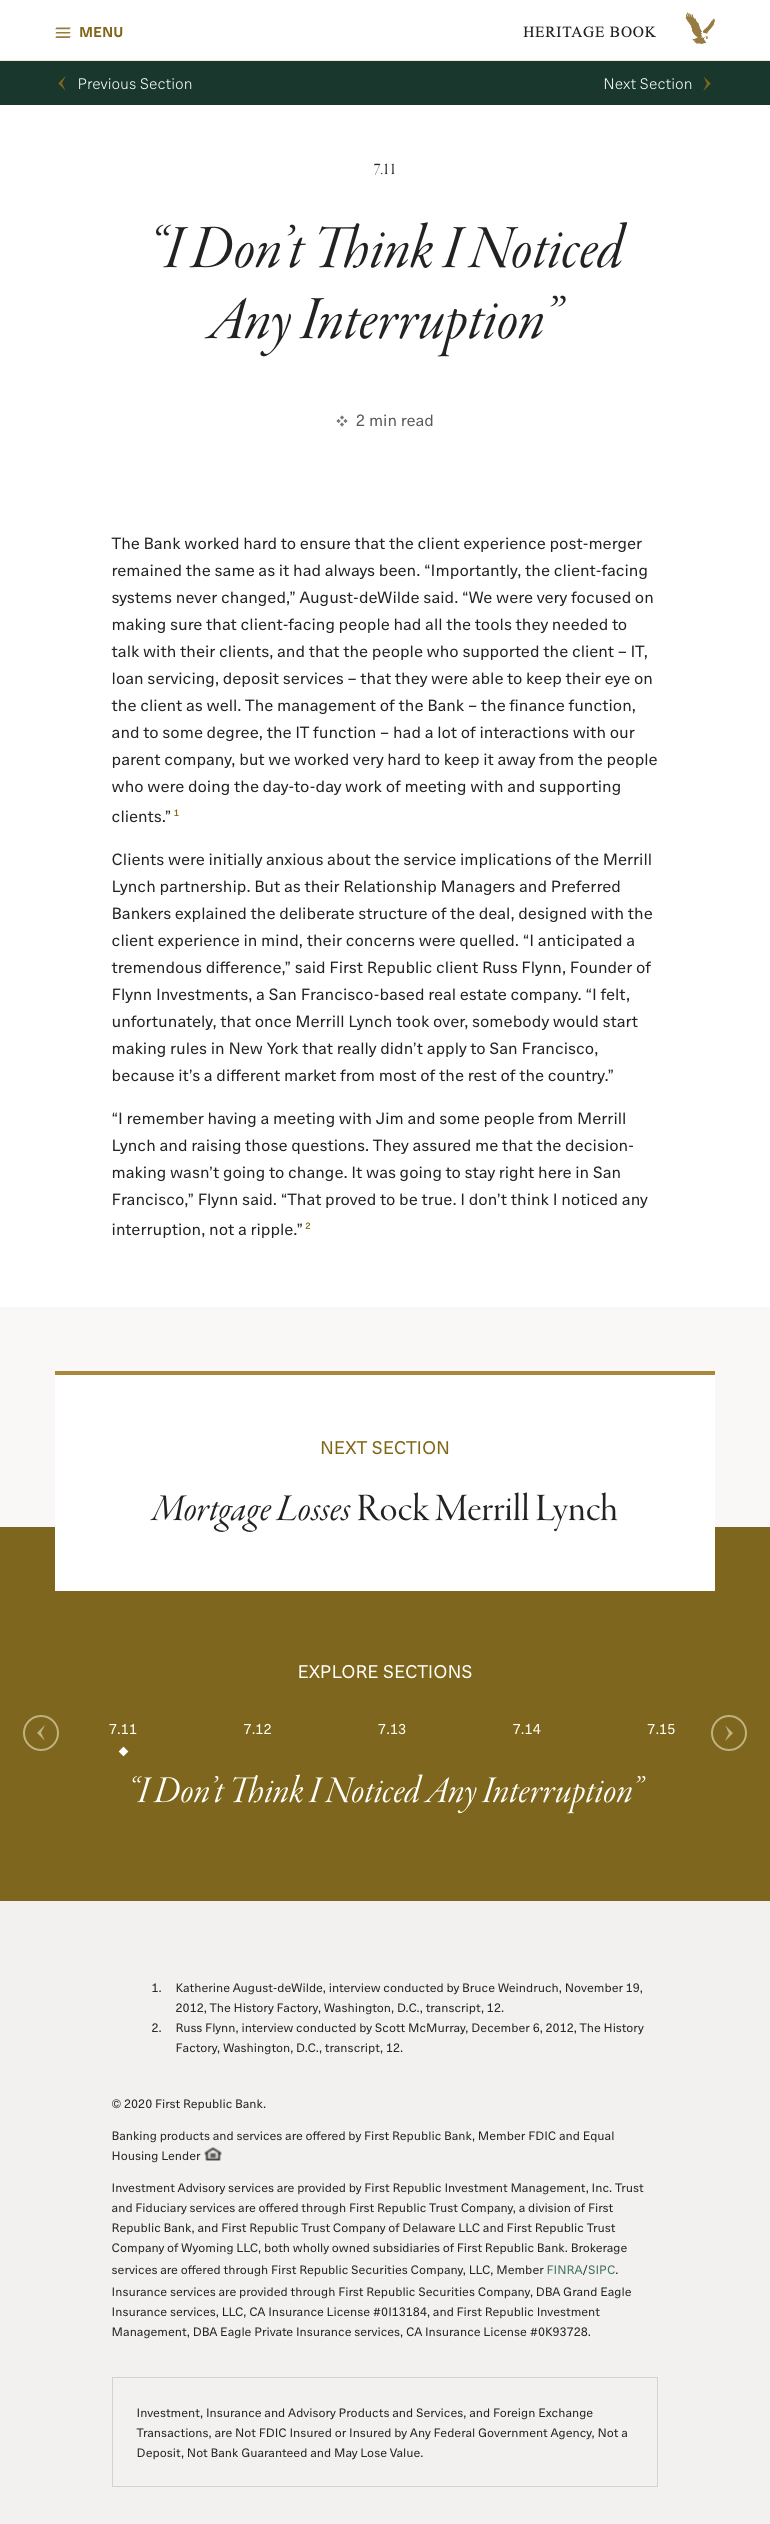 MENU
HERITAGE BOOK
Previous Section
Next Section
7.11
“I Don’t Think I Noticed
Any Interruption”
2 min read
The Bank worked hard to ensure that the client experience post-merger
remained the same as it had always been. “Importantly, the client-facing
systems never changed,” August-deWilde said. “We were very focused on
making sure that client-facing people had all the tools they needed to
talk with their clients, and that the people who supported the client – IT,
loan servicing, deposit services – that they were able to keep their eye on
the client as well. The management of the Bank – the finance function,
and to some degree, the IT function – had a lot of interactions with our
parent company, but we worked very hard to keep it away from the people
who were doing the day-to-day work of meeting with and supporting
clients.” 1
Clients were initially anxious about the service implications of the Merrill
Lynch partnership. But as their Relationship Managers and Preferred
Bankers explained the deliberate structure of the deal, designed with the
client experience in mind, their concerns were quelled. “I anticipated a
tremendous difference,” said First Republic client Russ Flynn, Founder of
Flynn Investments, a San Francisco-based real estate company. “I felt,
unfortunately, that once Merrill Lynch took over, somebody would start
making rules in New York that really didn’t apply to San Francisco,
because it’s a different market from most of the rest of the country.”
“I remember having a meeting with Jim and some people from Merrill
Lynch and raising those questions. They assured me that the decision-
making wasn’t going to change. It was going to stay right here in San
Francisco,” Flynn said. “That proved to be true. I don’t think I noticed any
interruption, not a ripple.” 2
NEXT SECTION
Mortgage Losses Rock Merrill Lynch
EXPLORE SECTIONS
7.11 7.12 7.13 7.14 7.15
“I Don’t Think I Noticed Any Interruption”
1. Katherine August-deWilde, interview conducted by Bruce Weindruch, November 19,
2012, The History Factory, Washington, D.C., transcript, 12.
2. Russ Flynn, interview conducted by Scott McMurray, December 6, 2012, The History
Factory, Washington, D.C., transcript, 12.
© 2020 First Republic Bank.
Banking products and services are offered by First Republic Bank, Member FDIC and Equal
Housing Lender
Investment Advisory services are provided by First Republic Investment Management, Inc. Trust
and Fiduciary services are offered through First Republic Trust Company, a division of First
Republic Bank, and First Republic Trust Company of Delaware LLC and First Republic Trust
Company of Wyoming LLC, both wholly owned subsidiaries of First Republic Bank. Brokerage
services are offered through First Republic Securities Company, LLC, Member FINRA/SIPC.
Insurance services are provided through First Republic Securities Company, DBA Grand Eagle
Insurance services, LLC, CA Insurance License #0I13184, and First Republic Investment
Management, DBA Eagle Private Insurance services, CA Insurance License #0K93728.
Investment, Insurance and Advisory Products and Services, and Foreign Exchange
Transactions, are Not FDIC Insured or Insured by Any Federal Government Agency, Not a
Deposit, Not Bank Guaranteed and May Lose Value.